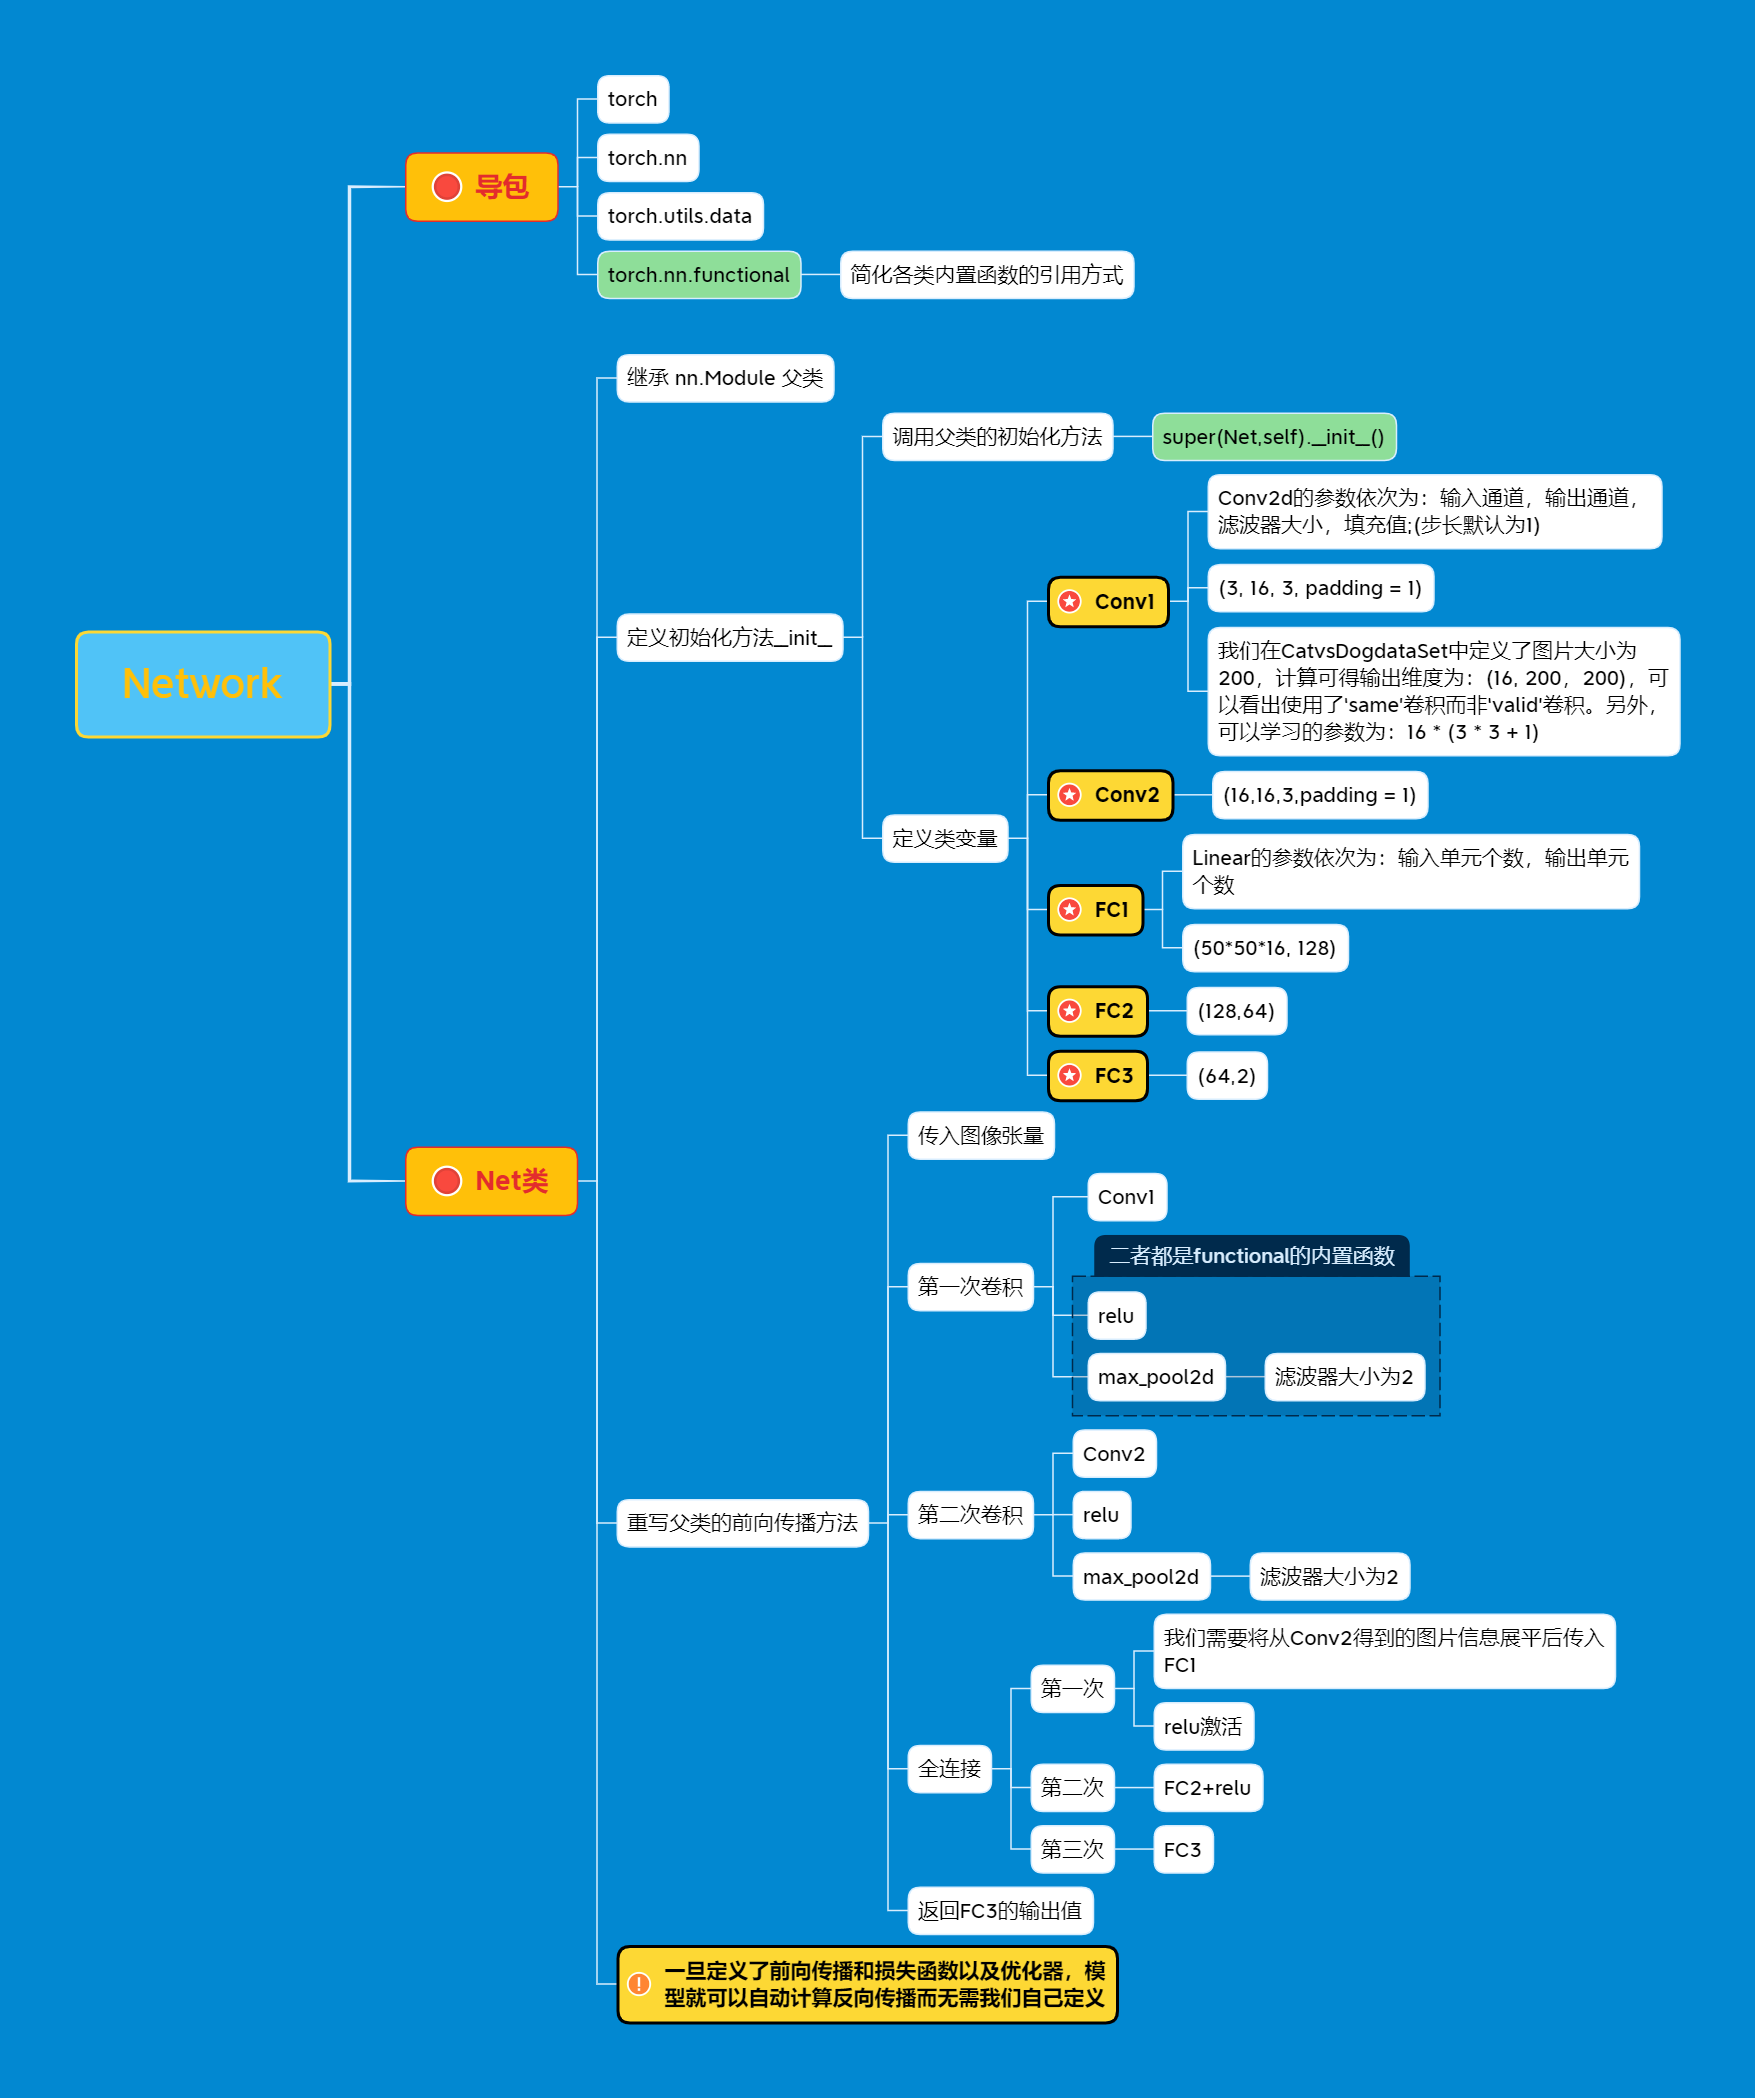 Network
导包
torch
torch.nn
torch.utils.data
torch.nn.functional
简化各类内置函数的引用方式
Net类
继承 nn.Module 父类
定义初始化方法__init__
调用父类的初始化方法
super(Net,self).__init__()
定义类变量
Conv1
Conv2d的参数依次为：输入通道，输出通道，
滤波器大小，填充值;(步长默认为1)
(3, 16, 3, padding = 1)
我们在CatvsDogdataSet中定义了图片大小为
200，计算可得输出维度为：(16, 200，200)，可
以看出使用了'same'卷积而非'valid'卷积。另外，
可以学习的参数为：16 * (3 * 3 + 1)
Conv2
(16,16,3,padding = 1)
FC1
Linear的参数依次为：输入单元个数，输出单元
个数
(50*50*16, 128)
FC2
(128,64)
FC3
(64,2)
重写父类的前向传播方法
传入图像张量
第一次卷积
Conv1
二者都是functional的内置函数
relu
max_pool2d
滤波器大小为2
第二次卷积
Conv2
relu
max_pool2d
滤波器大小为2
全连接
第一次
我们需要将从Conv2得到的图片信息展平后传入
FC1
relu激活
第二次
FC2+relu
第三次
FC3
返回FC3的输出值
一旦定义了前向传播和损失函数以及优化器，模
型就可以自动计算反向传播而无需我们自己定义